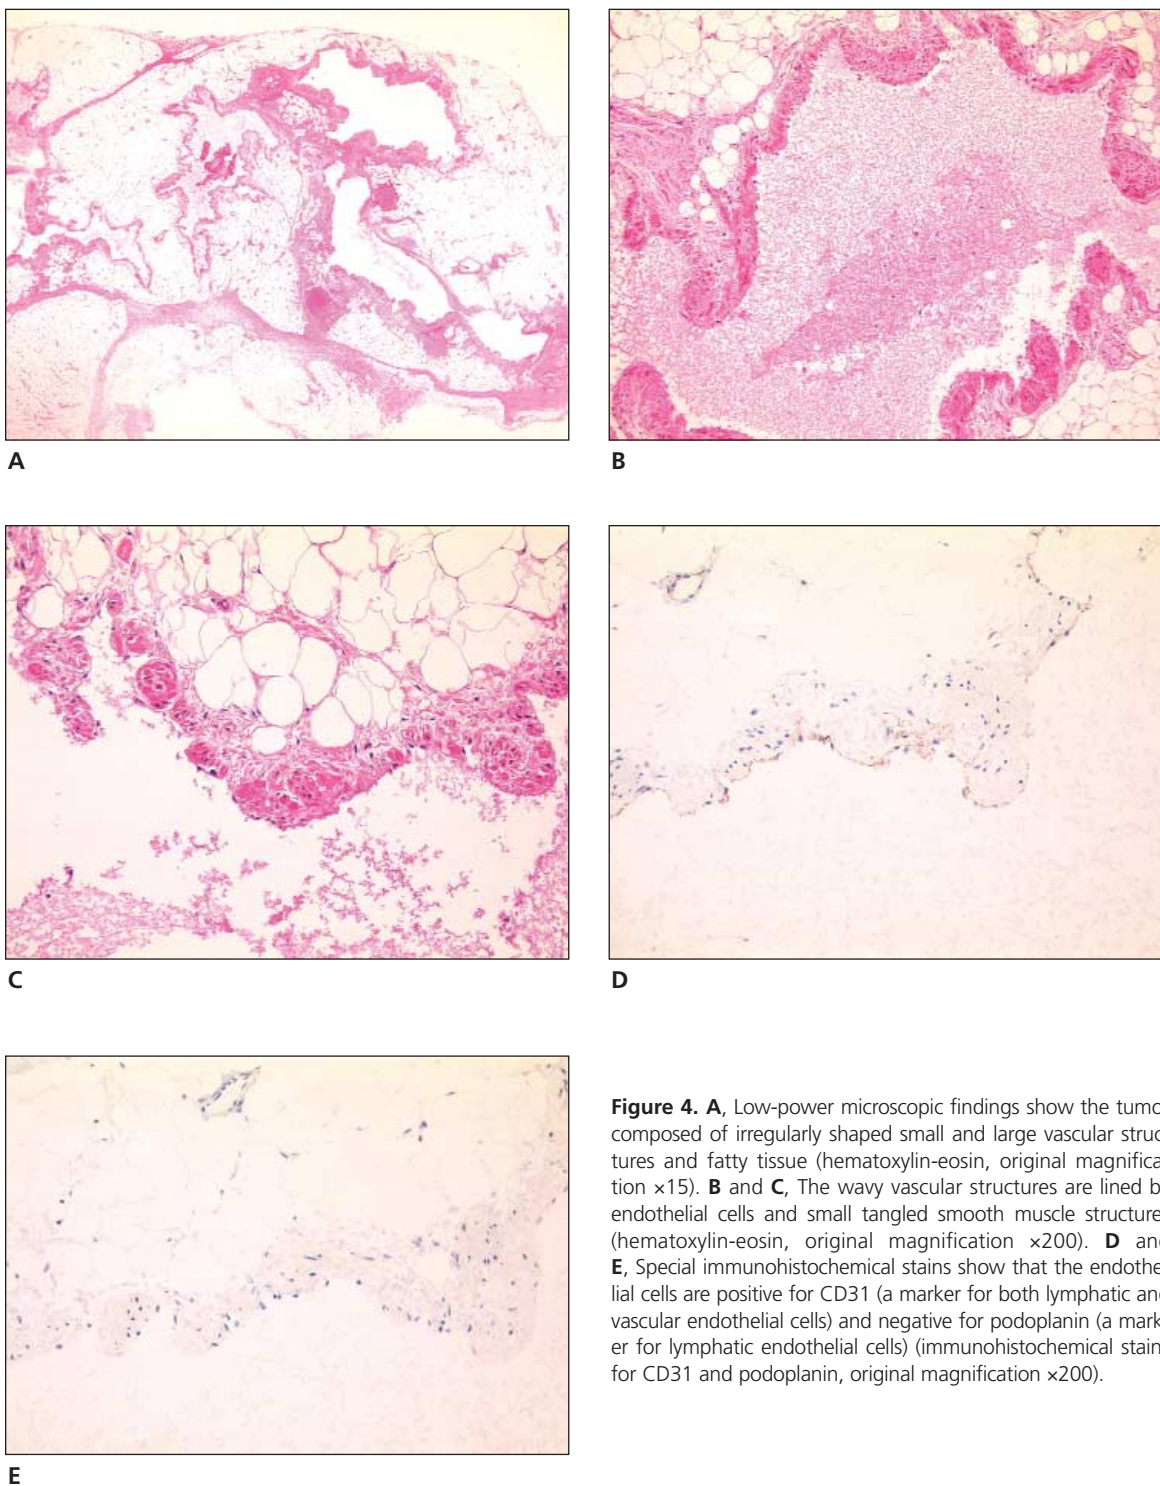 A
B
C
D
E
Figure 4. A, Low-power microscopic findings show the tumo
composed of irregularly shaped small and large vascular struc
tures and fatty tissue (hematoxylin-eosin, original magnifica
tion ×15). B and C, The wavy vascular structures are lined b
endothelial cells and small tangled smooth muscle structure
(hematoxylin-eosin, original magnification ×200). D an
E, Special immunohistochemical stains show that the endothe
lial cells are positive for CD31 (a marker for both lymphatic an
vascular endothelial cells) and negative for podoplanin (a mark
er for lymphatic endothelial cells) (immunohistochemical stain
for CD31 and podoplanin, original magnification ×200).